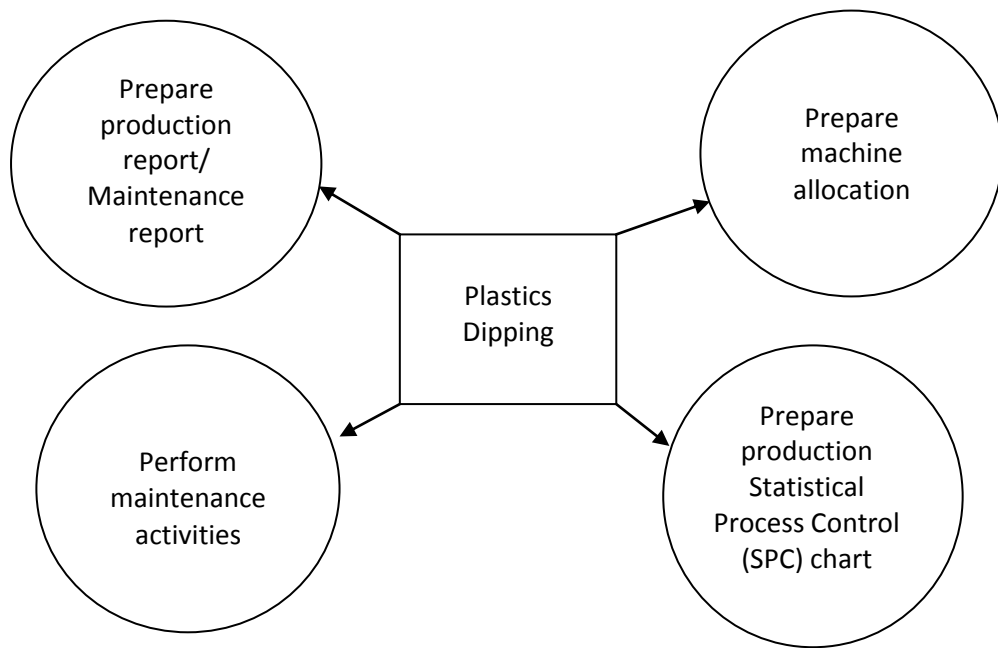 Prepare
production
report/
Maintenance
report
Prepare
machine
allocation
Plastics
Dipping
Perform
maintenance
activities
Prepare
production
Statistical
Process Control
(SPC) chart